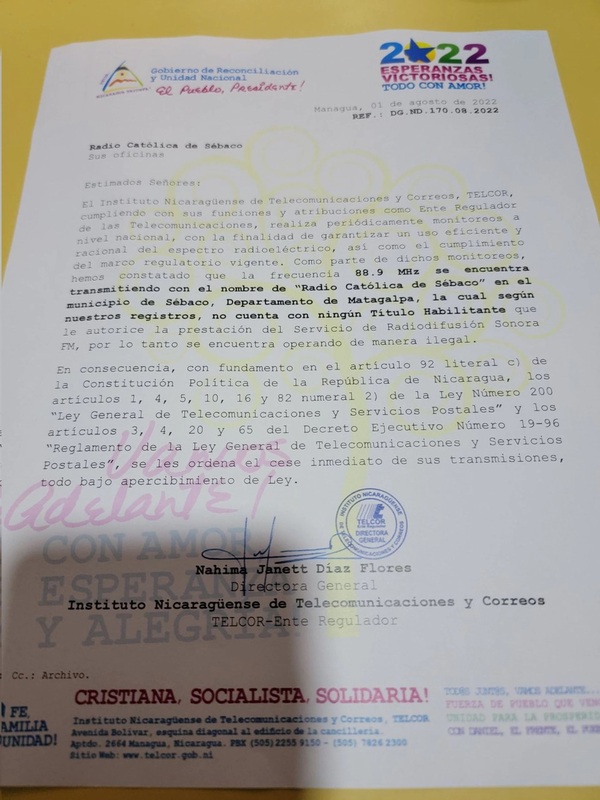 Gobierno de Reconciliación
y Unidad Nacional
El Pueblo, Presidente!
2022
ESPERANZAS
VICTORIOSAS!
TODO CON AMOR!
Managua, 01 de agosto de 2022
REF.: DG.ND.170.08.2022
Radio Católica de Sébaco
Sus oficinas
Estimados Señores:
El Instituto Nicaragüense de Telecomunicaciones y Correos, TELCOR,
cumpliendo con sus funciones y atribuciones como Ente Regulador
de las Telecomunicaciones, realiza periódicamente monitoreos a
nivel nacional, con la finalidad de garantizar un uso eficiente y
racional del espectro radioeléctrico, así como el cumplimiento
del marco regulatorio vigente. Como parte de dichos monitoreos,
hemos constatado que la frecuencia 88.9 MHz se encuentra
transmitiendo con el nombre de "Radio Católica de Sébaco" en el
municipio de Sébaco, Departamento de Matagalpa, la cual según
nuestros registros, no cuenta con ningún Título Habilitante que
le autorice la prestación del Servicio de Radiodifusión Sonora
FM, por lo tanto se encuentra operando de manera ilegal.
En consecuencia, con fundamento en el artículo 92 literal c) de
la Constitución Política de la República de Nicaragua, los
artículos 1, 4, 5, 10, 16 y 82 numeral 2) de la Ley Número 200
"Ley General de Telecomunicaciones y Servicios Postales" y los
artículos 3, 4, 20 y 65 del Decreto Ejecutivo Número 19-96
"Reglamento de la Ley General de Telecomunicaciones y Servicios
Postales", se les ordena el cese inmediato de sus transmisiones,
todo bajo apercibimiento de Ley.
Vamos
Adelante!
CON AMOR
ESPERANZA
Y ALEGRIA!
INSTITUTO NICARAGÜENSE
DE TELECOMUNICACIONES Y CORREOS
TELCOR
DIRECTORA
GENERAL
Nahima Janett Díaz Flores
Directora General
Instituto Nicaragüense de Telecomunicaciones y Correos
TELCOR-Ente Regulador
Cc.: Archivo.
FE,
FAMILIA
CRISTIANA, SOCIALISTA, SOLIDARIA!
Instituto Nicaragüense de Telecomunicaciones y Correos, TELCOR
Avenida Bolívar, esquina diagonal al edificio de la cancillería.
Aptdo. 2664 Managua, Nicaragua. PBX (505) 2255 9150 - (505) 7826 2300
Sitio Web: www.telcor.gob.ni
TODOS JUNTOS, VAMOS ADELANTE...
FUERZA DE PUEBLO QUE
UNIDAD PARA LA
CON DANIEL, EL FRENTE, EL